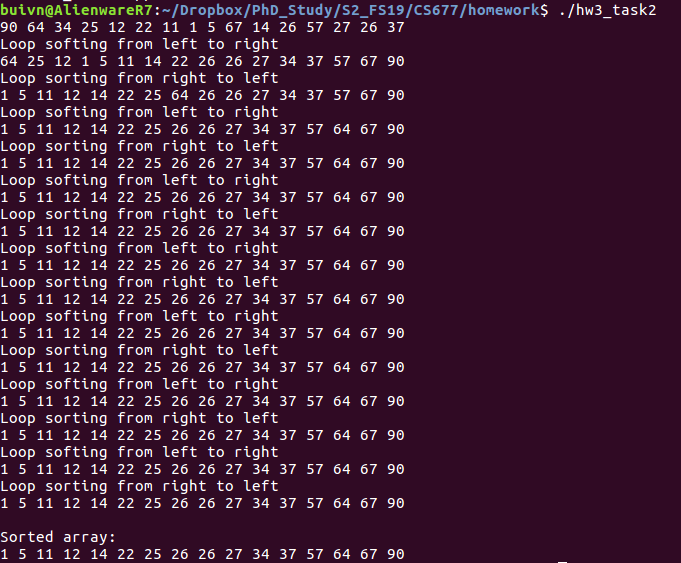 buivn@AlienwareR7:~/Dropbox/PhD_Study/S2_FS19/CS677/homework$ ./hw3_task2
90 64 34 25 12 22 11 1 5 67 14 26 57 27 26 37
Loop softing from left to right
64 25 12 1 5 11 14 22 26 26 27 34 37 57 67 90
Loop sorting from right to left
1 5 11 12 14 22 25 64 26 26 27 34 37 57 67 90
Loop softing from left to right
1 5 11 12 14 22 25 26 26 27 34 37 57 64 67 90
Loop sorting from right to left
1 5 11 12 14 22 25 26 26 27 34 37 57 64 67 90
Loop softing from left to right
1 5 11 12 14 22 25 26 26 27 34 37 57 64 67 90
Loop sorting from right to left
1 5 11 12 14 22 25 26 26 27 34 37 57 64 67 90
Loop softing from left to right
1 5 11 12 14 22 25 26 26 27 34 37 57 64 67 90
Loop sorting from right to left
1 5 11 12 14 22 25 26 26 27 34 37 57 64 67 90
Loop softing from left to right
1 5 11 12 14 22 25 26 26 27 34 37 57 64 67 90
Loop sorting from right to left
1 5 11 12 14 22 25 26 26 27 34 37 57 64 67 90
Loop softing from left to right
1 5 11 12 14 22 25 26 26 27 34 37 57 64 67 90
Loop sorting from right to left
1 5 11 12 14 22 25 26 26 27 34 37 57 64 67 90
Loop softing from left to right
1 5 11 12 14 22 25 26 26 27 34 37 57 64 67 90
Loop sorting from right to left
1 5 11 12 14 22 25 26 26 27 34 37 57 64 67 90
Sorted array:
1 5 11 12 14 22 25 26 26 27 34 37 57 64 67 90